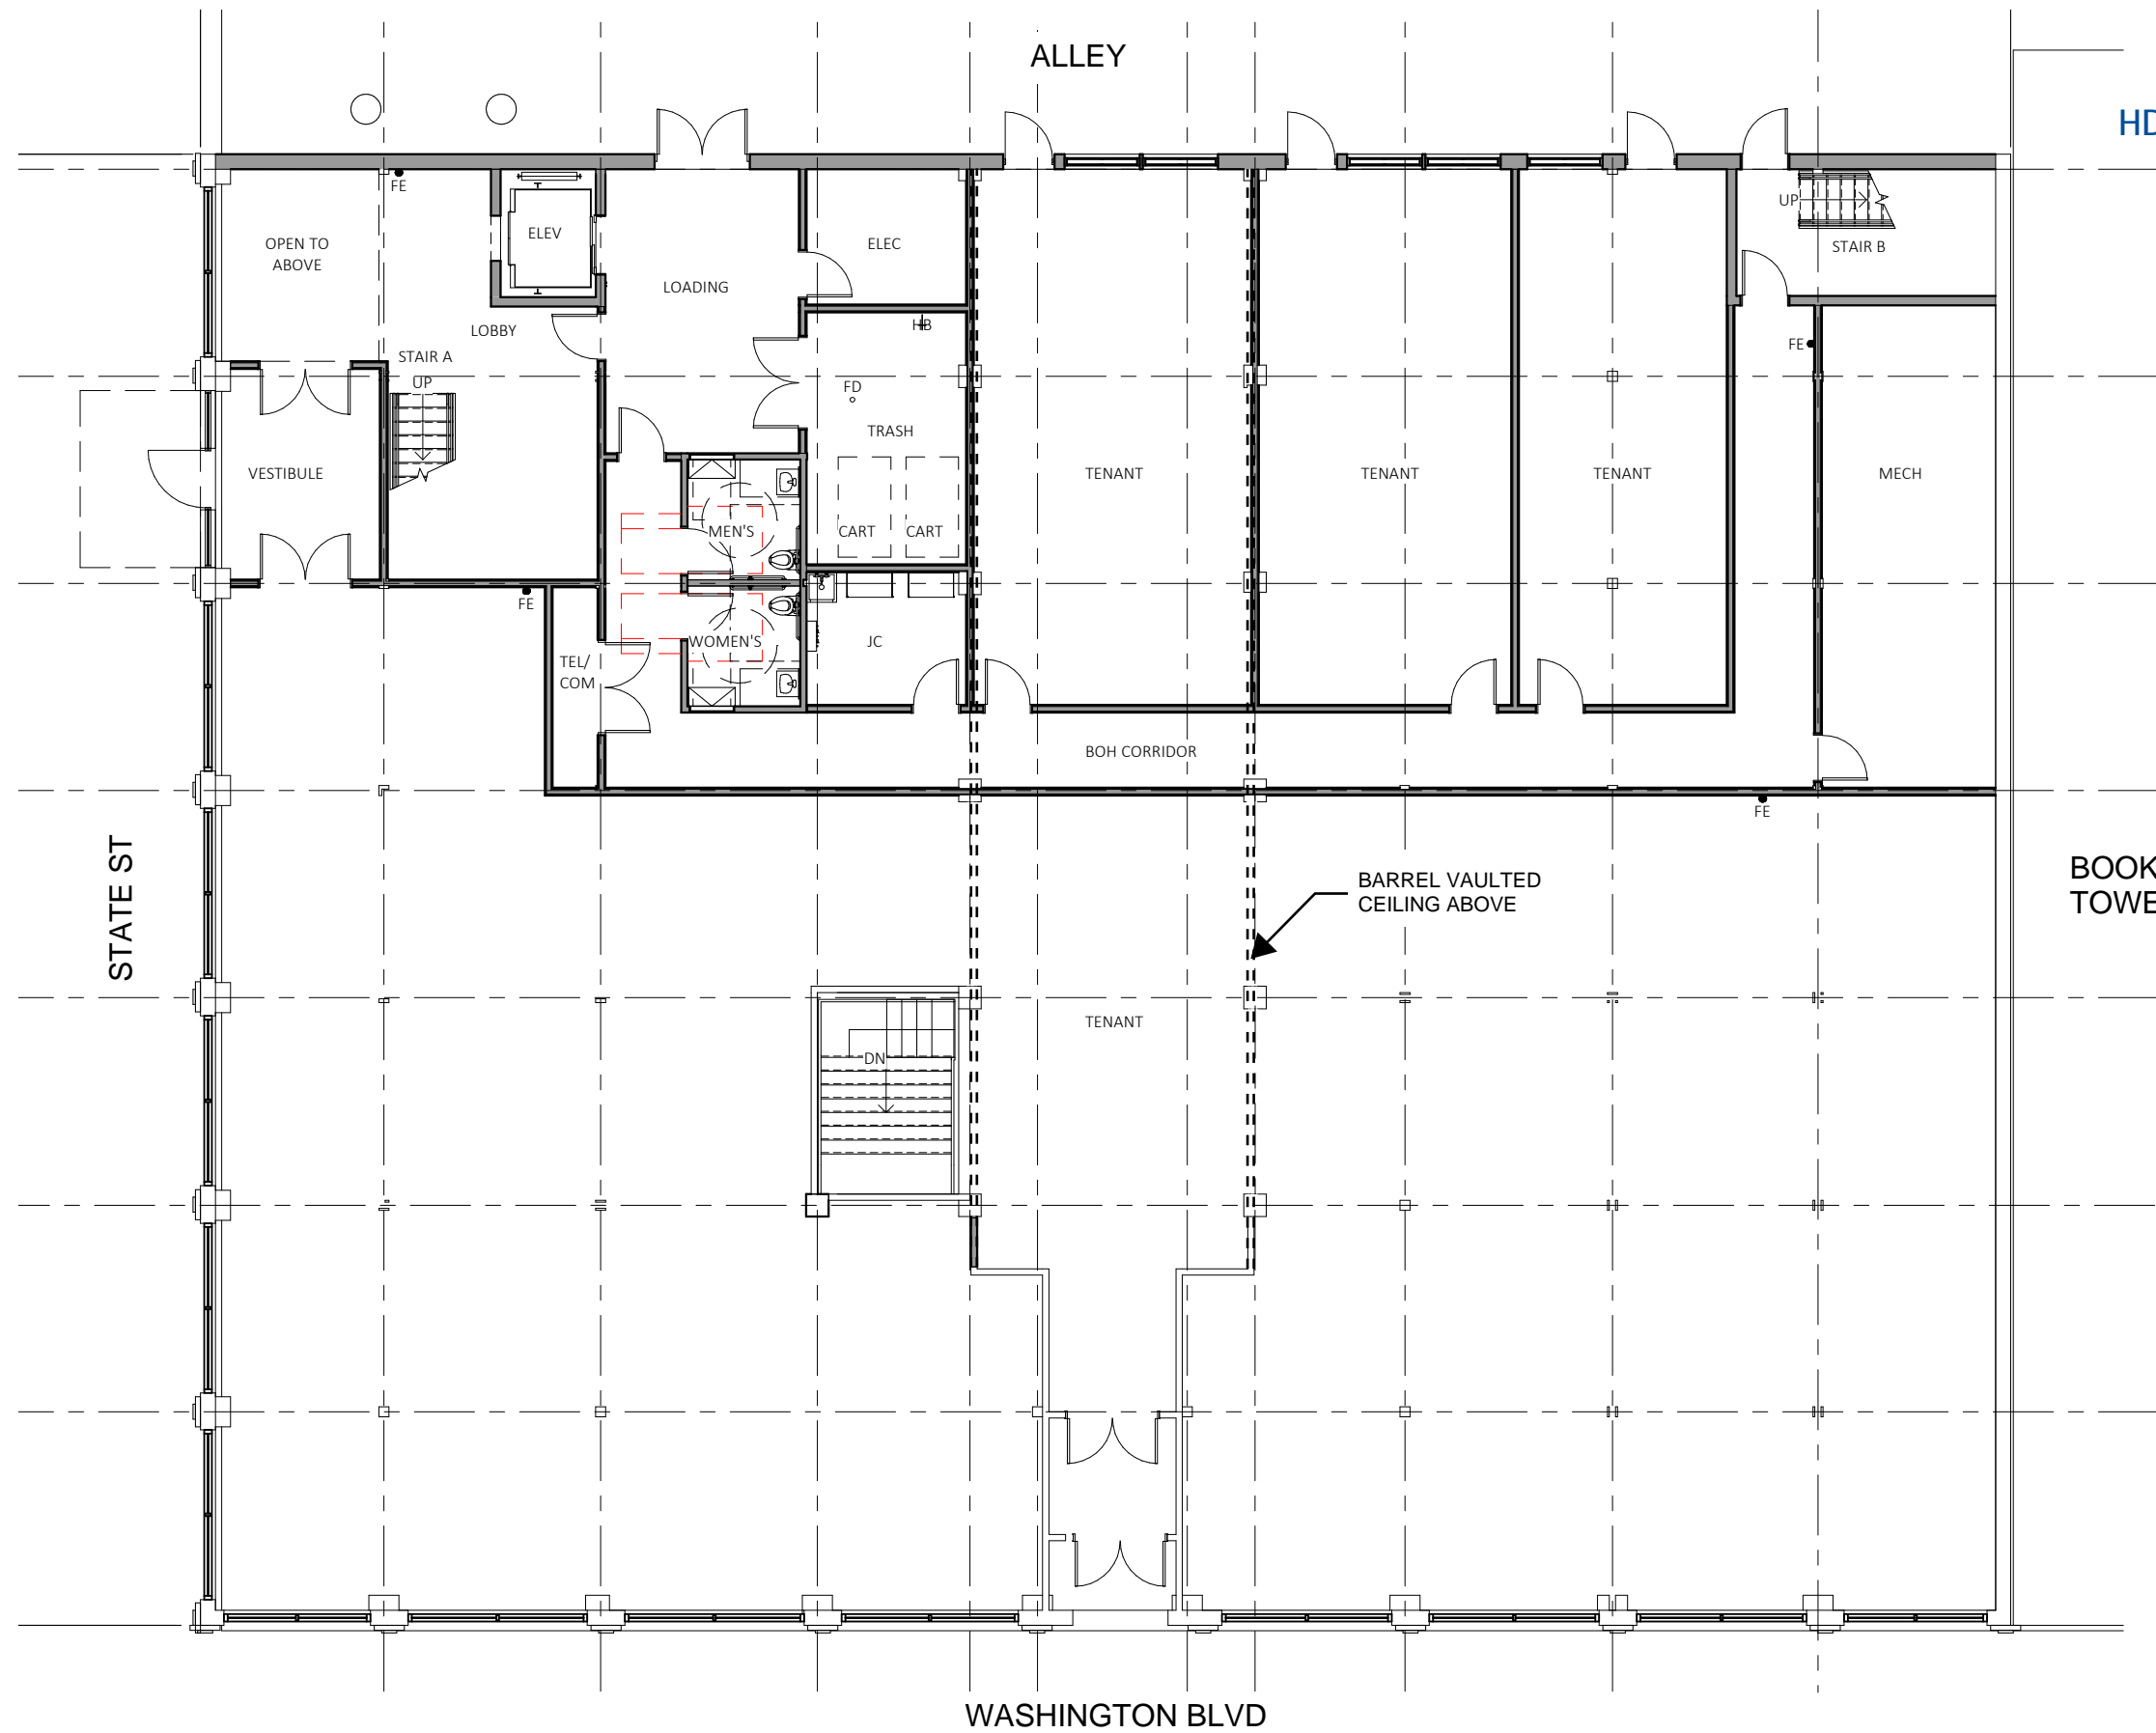 ALLEY
HD
FE
UP
ELEV
OPEN TO
ABOVE
ELEC
STAIR B
LOADING
LOBBY
HB
FE
STAIR A
UP
FD
TRASH
VESTIBULE
TENANT
TENANT
TENANT
MECH
MEN'S
CART
CART
FE
WOMEN'S
JC
TEL/
COM
BOH CORRIDOR
FE
STATE ST
BARREL VAULTED
CEILING ABOVE
BOOK
TOWE
TENANT
DN
WASHINGTON BLVD